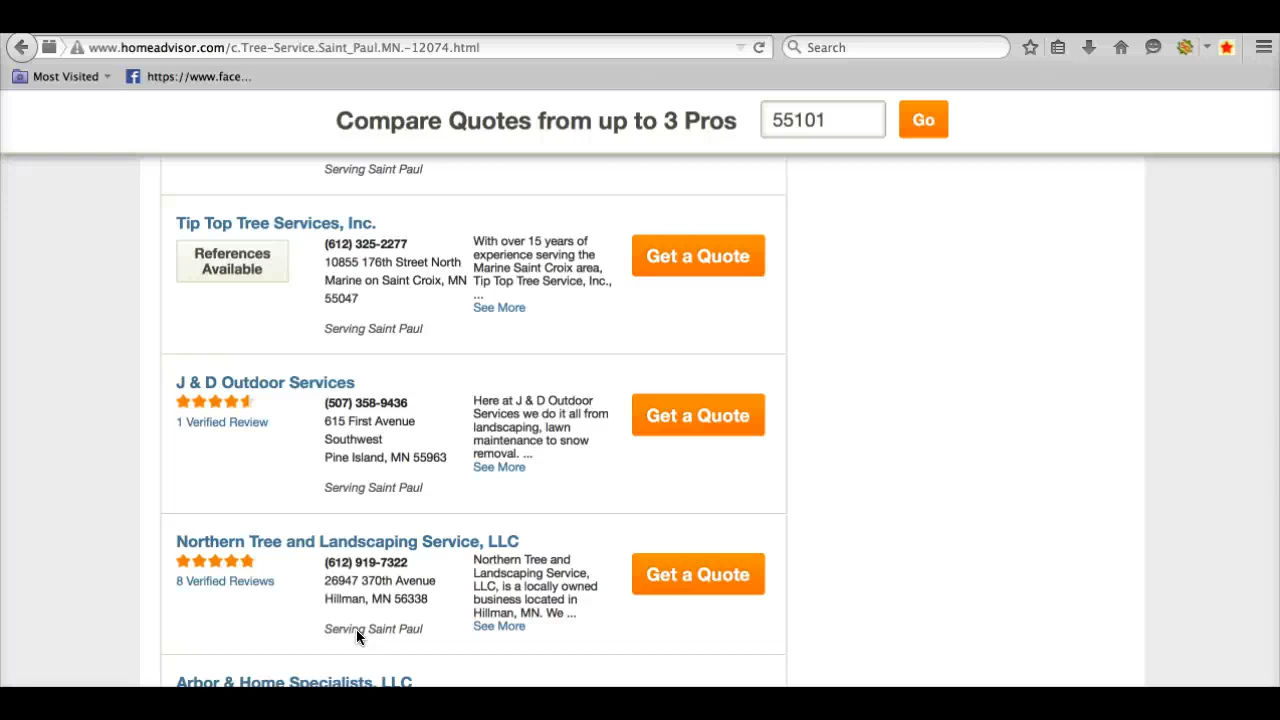 www.homeadvisor.com/c.Tree-Service.Saint_Paul.MN.-12074.html
Search
Most Visited
https://www.face...
Compare Quotes from up to 3 Pros
55101
Go
Serving Saint Paul
Tip Top Tree Services, Inc.
References
Available
(612) 325-2277
10855 176th Street North
Marine on Saint Croix, MN
55047
Serving Saint Paul
With over 15 years of
experience serving the
Marine Saint Croix area,
Tip Top Tree Service, Inc.,
...
See More
Get a Quote
J & D Outdoor Services
1 Verified Review
(507) 358-9436
615 First Avenue
Southwest
Pine Island, MN 55963
Serving Saint Paul
Here at J & D Outdoor
Services we do it all from
landscaping, lawn
maintenance to snow
removal. ...
See More
Get a Quote
Northern Tree and Landscaping Service, LLC
8 Verified Reviews
(612) 919-7322
26947 370th Avenue
Hillman, MN 56338
Serving Saint Paul
Northern Tree and
Landscaping Service,
LLC, is a locally owned
business located in
Hillman, MN. We ...
See More
Get a Quote
Arbor & Home Specialists, LLC